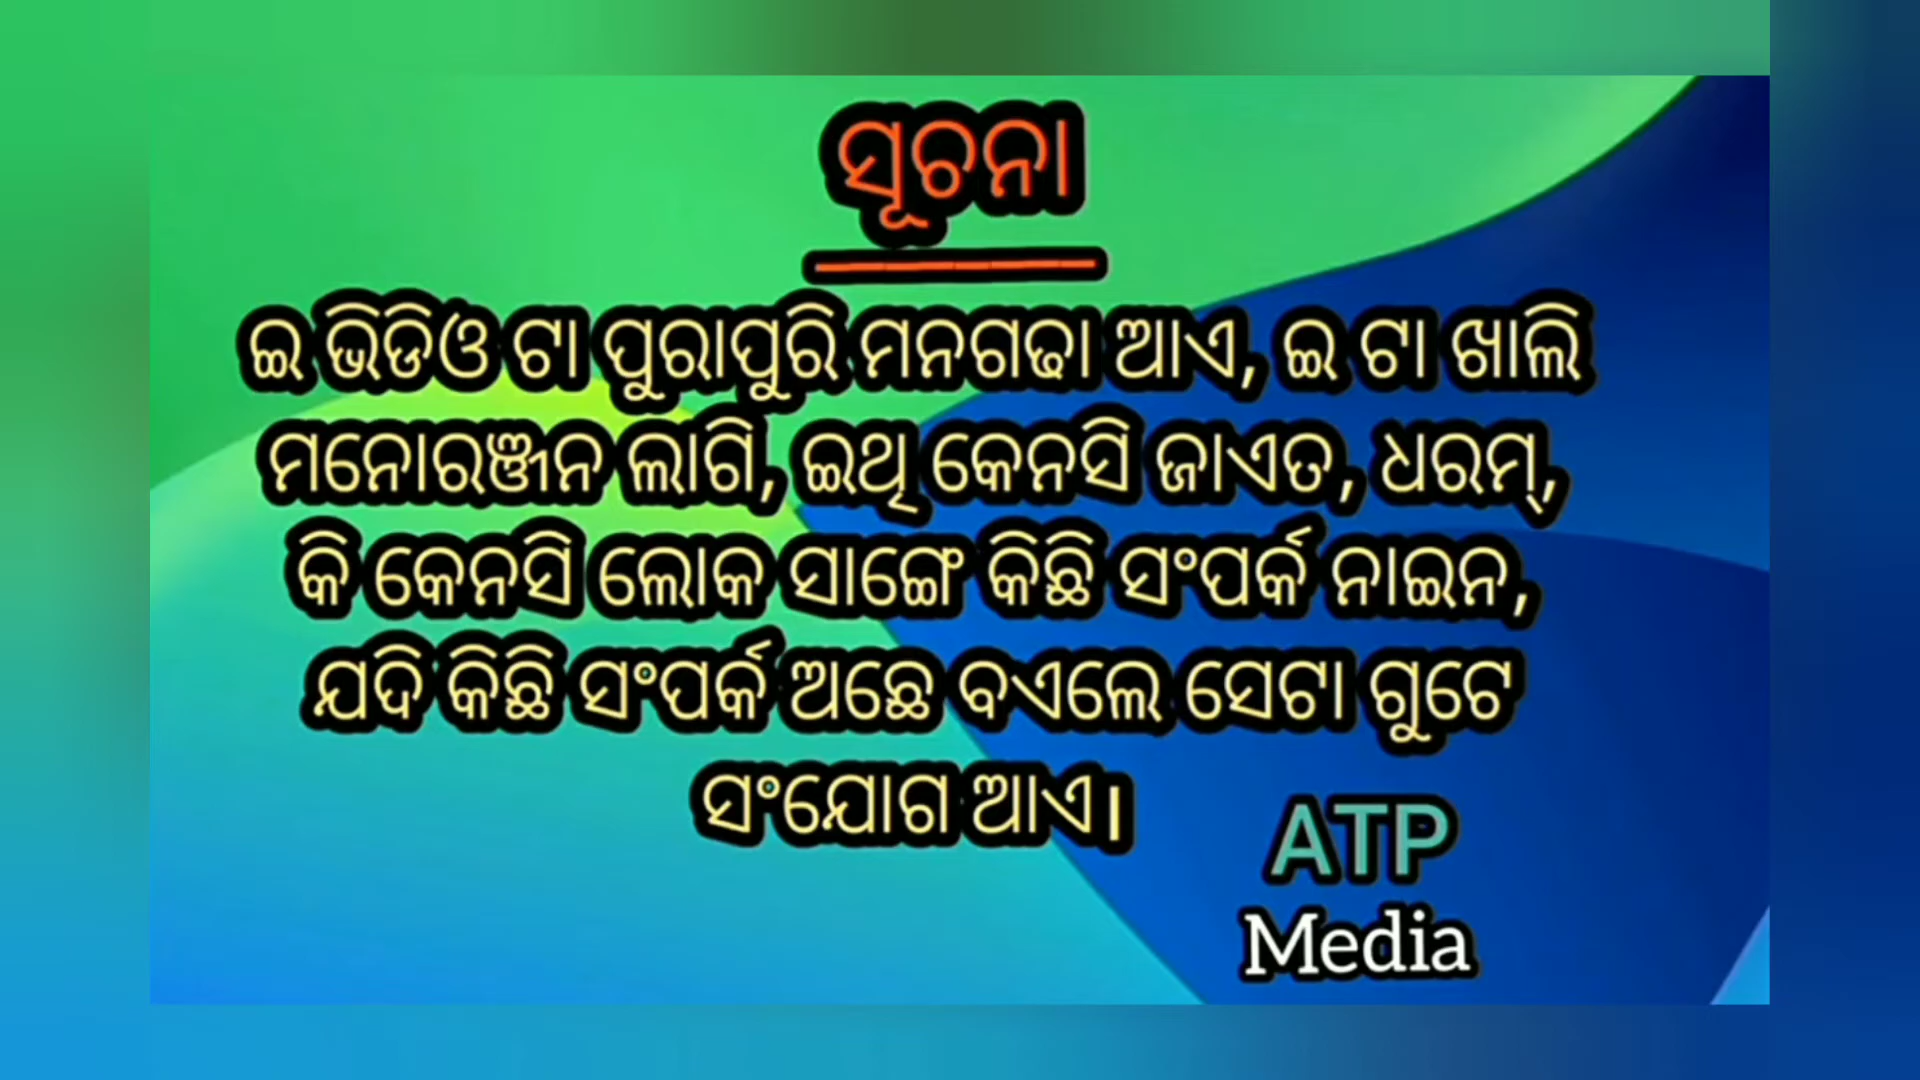 ସୂଚନା
ଇ ଭିଡିଓ ଟା ପୁରାପୁରି ମନଗଢା ଆଏ, ଇ ଟା ଖାଲି
ମନୋରଞ୍ଜନ ଲାଗି, ଇଥି କେନସି ଜାଏତ, ଧରମ୍,
କି କେନସି ଲୋକ ସାଙ୍ଗେ କିଛି ସଂପର୍କ ନାଇନ,
ଯଦି କିଛି ସଂପର୍କ ଅଛେ ବଏଲେ ସେଟା ଗୁଟେ
ସଂଯୋଗ ଆଏ।
ATP
Media